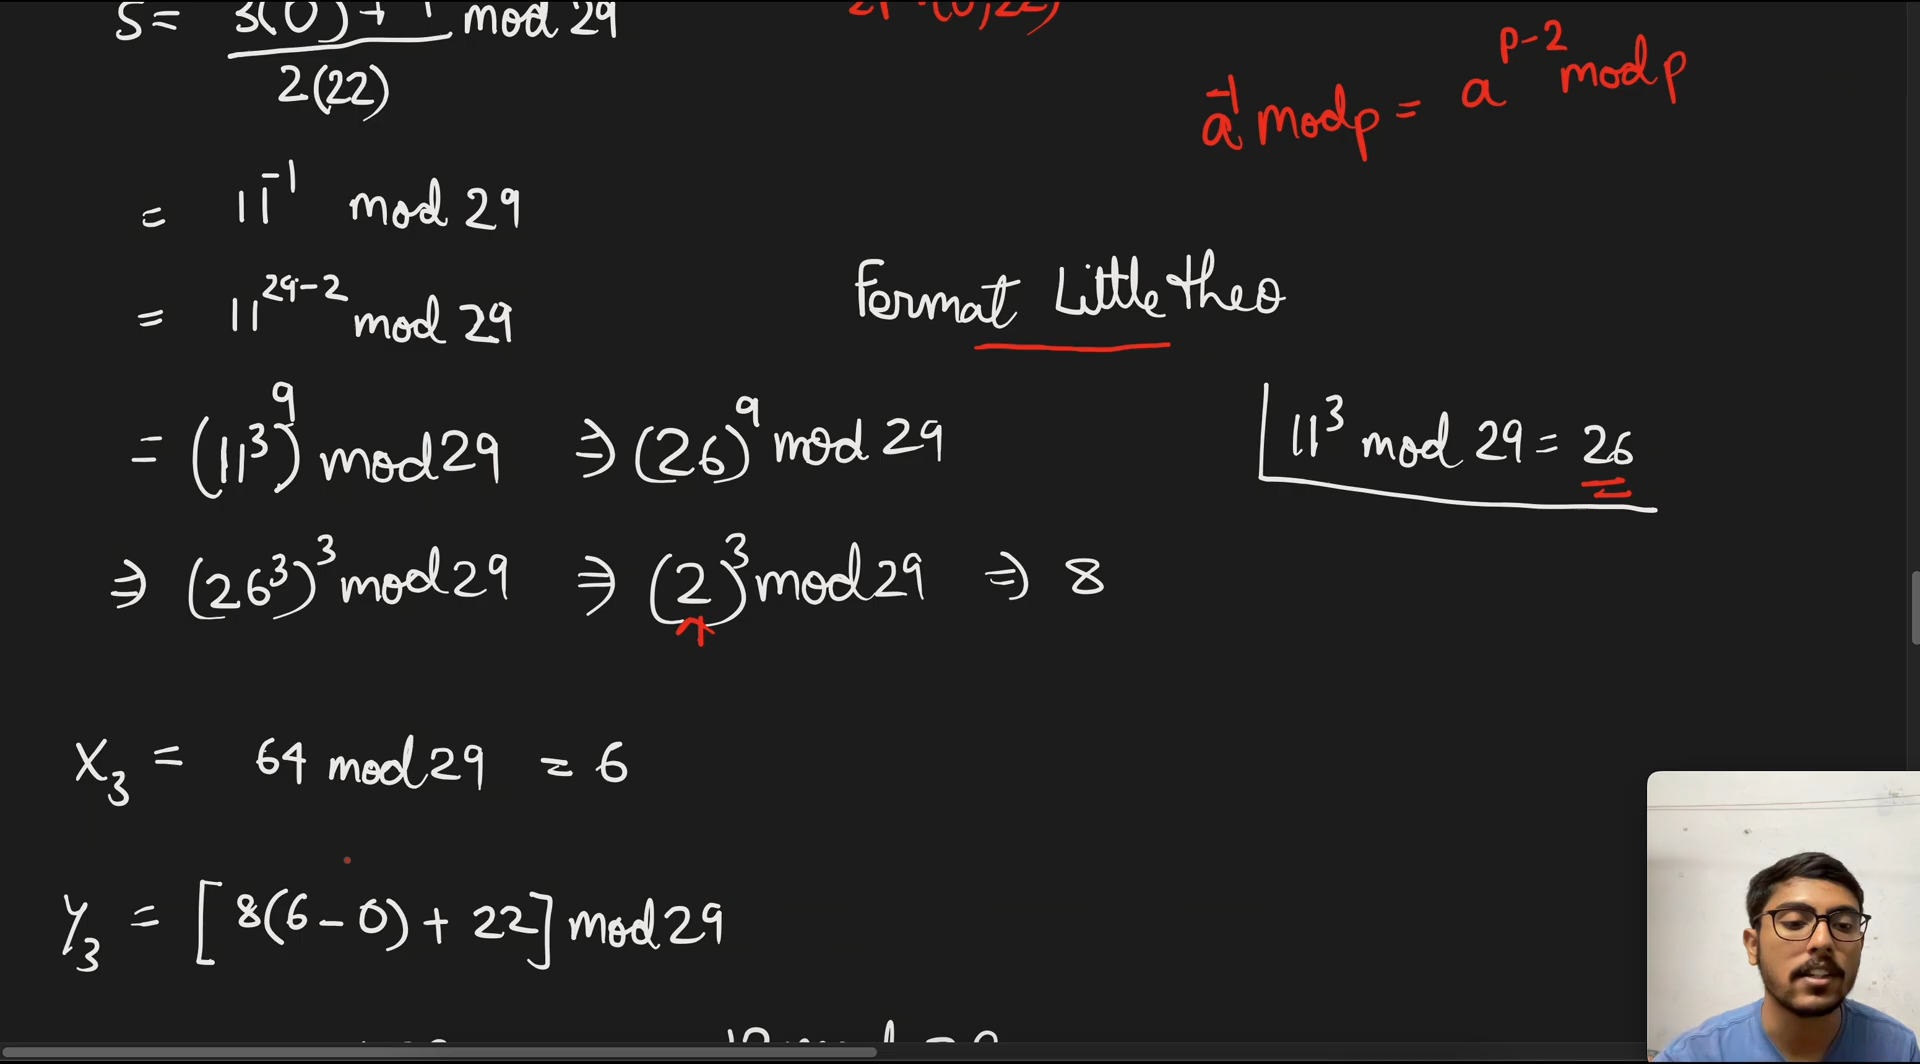 S = 3(0) + 1 / 2(22) mod 29
a⁻¹ mod p = a^(p-2) mod p
= 11⁻¹ mod 29
= 11^(29-2) mod 29
Fermat Little theo
= (11³)⁹ mod 29 ⇒ (26)⁹ mod 29
11³ mod 29 = 26
⇒ (26³)³ mod 29 ⇒ (2)³ mod 29 ⇒ 8
X₃ = 64 mod 29 = 6
y₃ = [8(6 - 0) + 22] mod 29